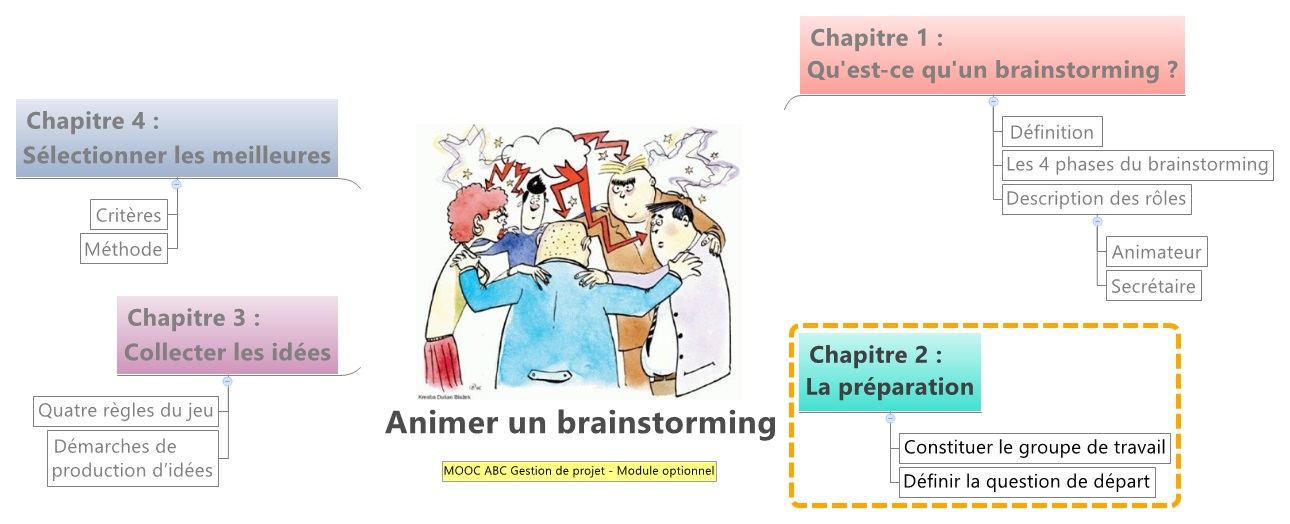 Chapitre 1 :
Qu'est-ce qu'un brainstorming ?
Définition
Les 4 phases du brainstorming
Description des rôles
Animateur
Secrétaire
Chapitre 2 :
La préparation
Constituer le groupe de travail
Définir la question de départ
Chapitre 3 :
Collecter les idées
Quatre règles du jeu
Démarches de
production d’idées
Chapitre 4 :
Sélectionner les meilleures
Critères
Méthode
Kresba Dušan Blažek
Animer un brainstorming
MOOC ABC Gestion de projet - Module optionnel